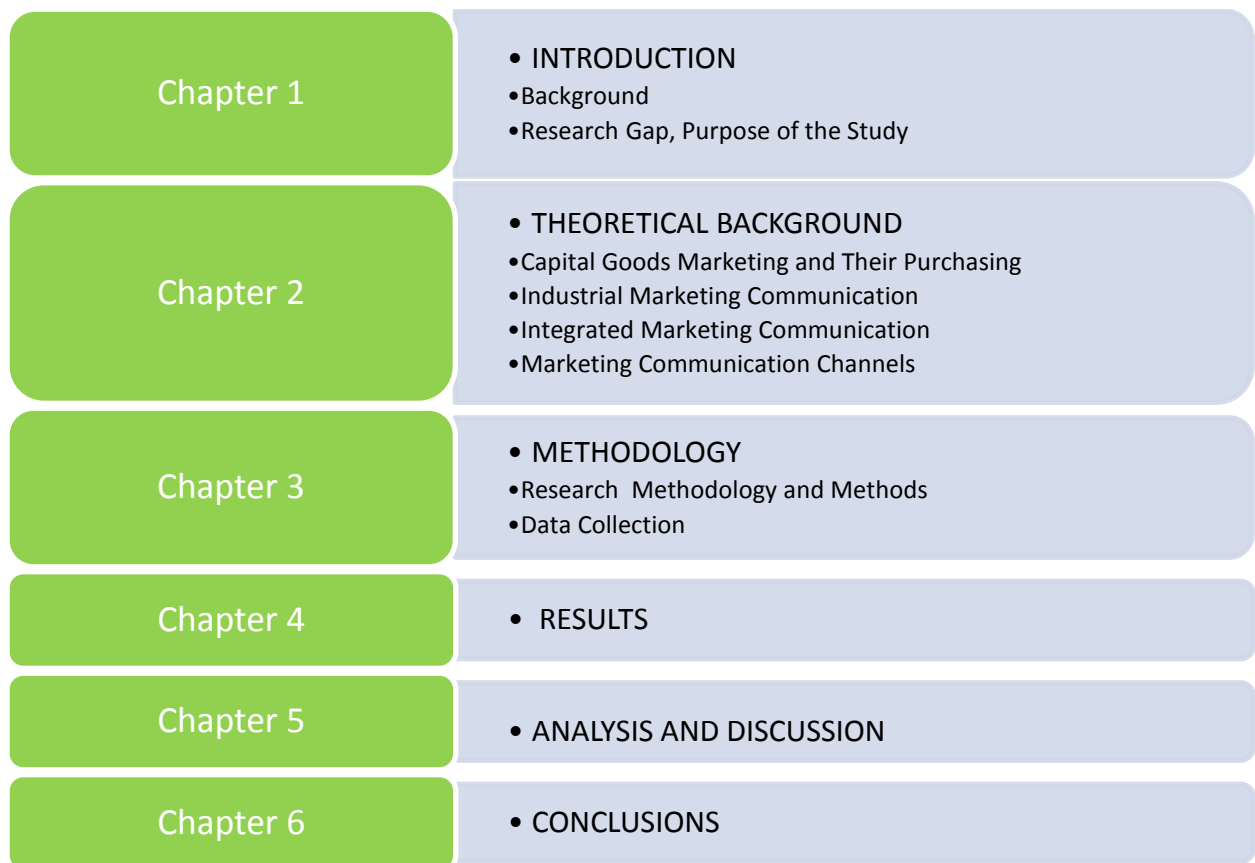 Chapter 1
• INTRODUCTION
•Background
•Research Gap, Purpose of the Study
Chapter 2
• THEORETICAL BACKGROUND
•Capital Goods Marketing and Their Purchasing
•Industrial Marketing Communication
•Integrated Marketing Communication
•Marketing Communication Channels
Chapter 3
• METHODOLOGY
•Research  Methodology and Methods
•Data Collection
Chapter 4
•  RESULTS
Chapter 5
• ANALYSIS AND DISCUSSION
Chapter 6
• CONCLUSIONS